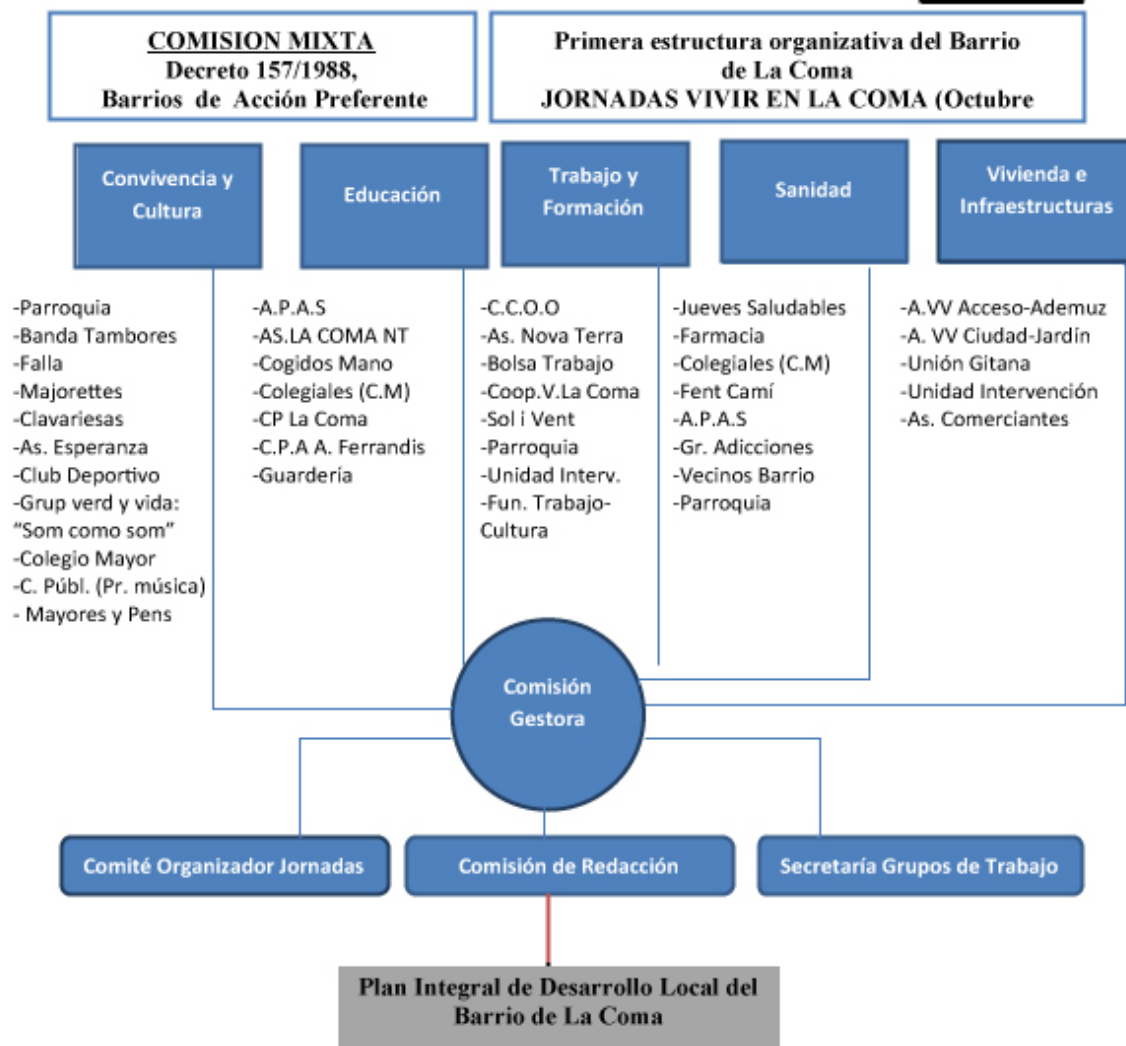 COMISION MIXTA
Decreto 157/1988,
Barrios de Acción Preferente
Primera estructura organizativa del Barrio
de La Coma
JORNADAS VIVIR EN LA COMA (Octubre
Convivencia y
Cultura
Educación
Trabajo y
Formación
Sanidad
Vivienda e
Infraestructuras
-Parroquia
-Banda Tambores
-Falla
-Majorettes
-Clavariesas
-As. Esperanza
-Club Deportivo
-Grup verd y vida:
“Som como som”
-Colegio Mayor
-C. Públ. (Pr. música)
- Mayores y Pens
-A.P.A.S
-AS.LA COMA NT
-Cogidos Mano
-Colegiales (C.M)
-CP La Coma
-C.P.A A. Ferrandis
-Guardería
-C.C.O.O
-As. Nova Terra
-Bolsa Trabajo
-Coop.V.La Coma
-Sol i Vent
-Parroquia
-Unidad Interv.
-Fun. Trabajo-
Cultura
-Jueves Saludables
-Farmacia
-Colegiales (C.M)
-Fent Camí
-A.P.A.S
-Gr. Adicciones
-Vecinos Barrio
-Parroquia
-A.VV Acceso-Ademuz
-A. VV Ciudad-Jardín
-Unión Gitana
-Unidad Intervención
-As. Comerciantes
Comisión
Gestora
Comité Organizador Jornadas
Comisión de Redacción
Secretaría Grupos de Trabajo
Plan Integral de Desarrollo Local del
Barrio de La Coma